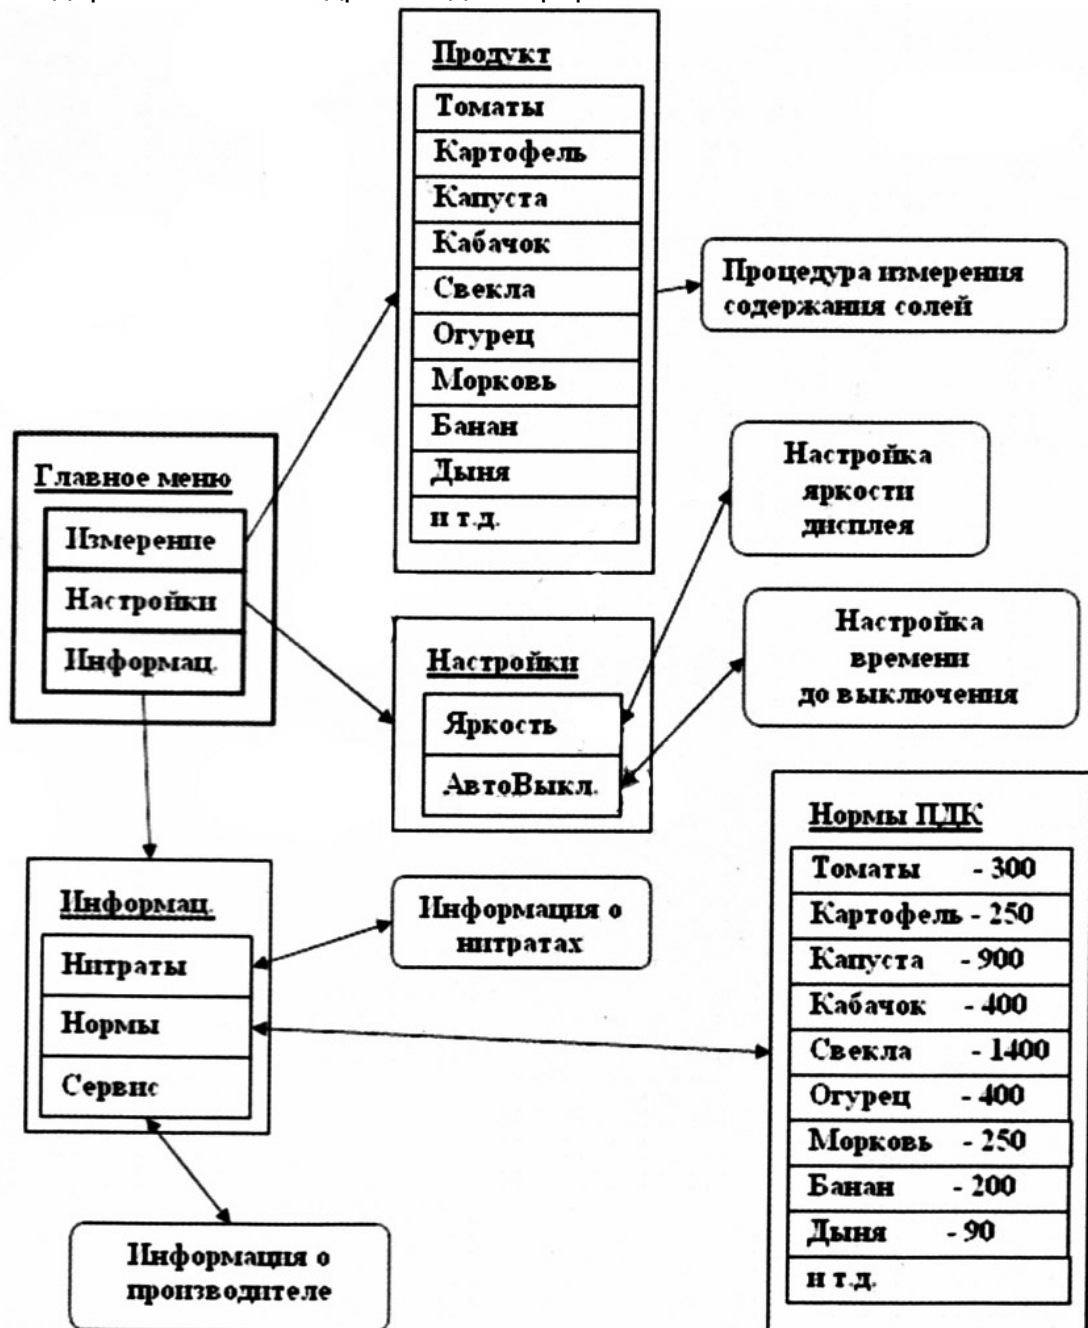 Продукт
Томаты
Картофель
Капуста
Кабачок
Свекла
Огурец
Морковь
Банан
Дыня
и т.д.
Процедура измерения
содержания солей
Главное меню
Измерение
Настройки
Информац.
Настройка
яркости
дисплея
Настройки
Яркость
АвтоВыкл.
Настройка
времени
до выключения
Информац.
Нитраты
Нормы
Сервис
Информация о
нитратах
Нормы ПДК
Томаты - 300
Картофель - 250
Капуста - 900
Кабачок - 400
Свекла - 1400
Огурец - 400
Морковь - 250
Банан - 200
Дыня - 90
и т.д.
Информация о
производителе